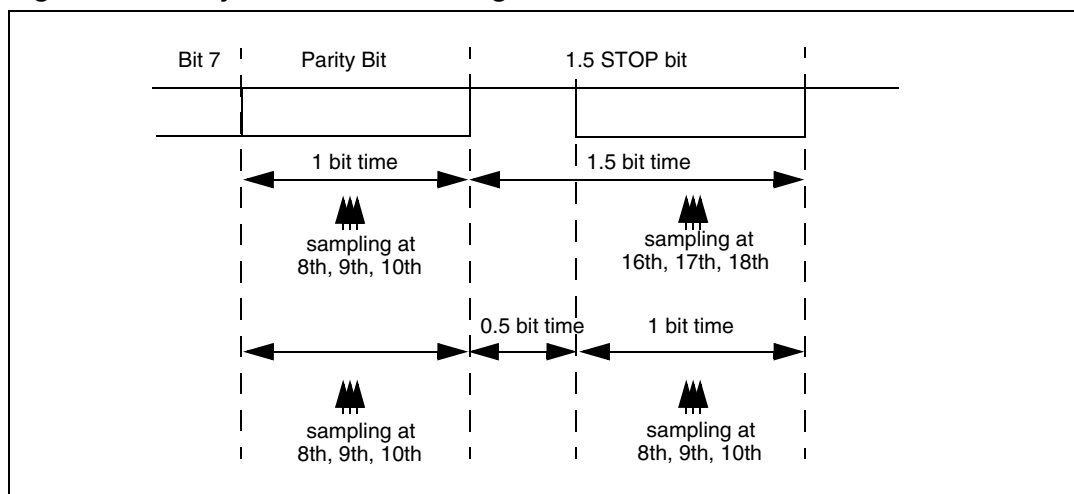 Bit 7 Parity Bit 1.5 STOP bit
1 bit time 1.5 bit time
sampling at
8th, 9th, 10th
sampling at
16th, 17th, 18th
0.5 bit time 1 bit time
sampling at
8th, 9th, 10th
sampling at
8th, 9th, 10th